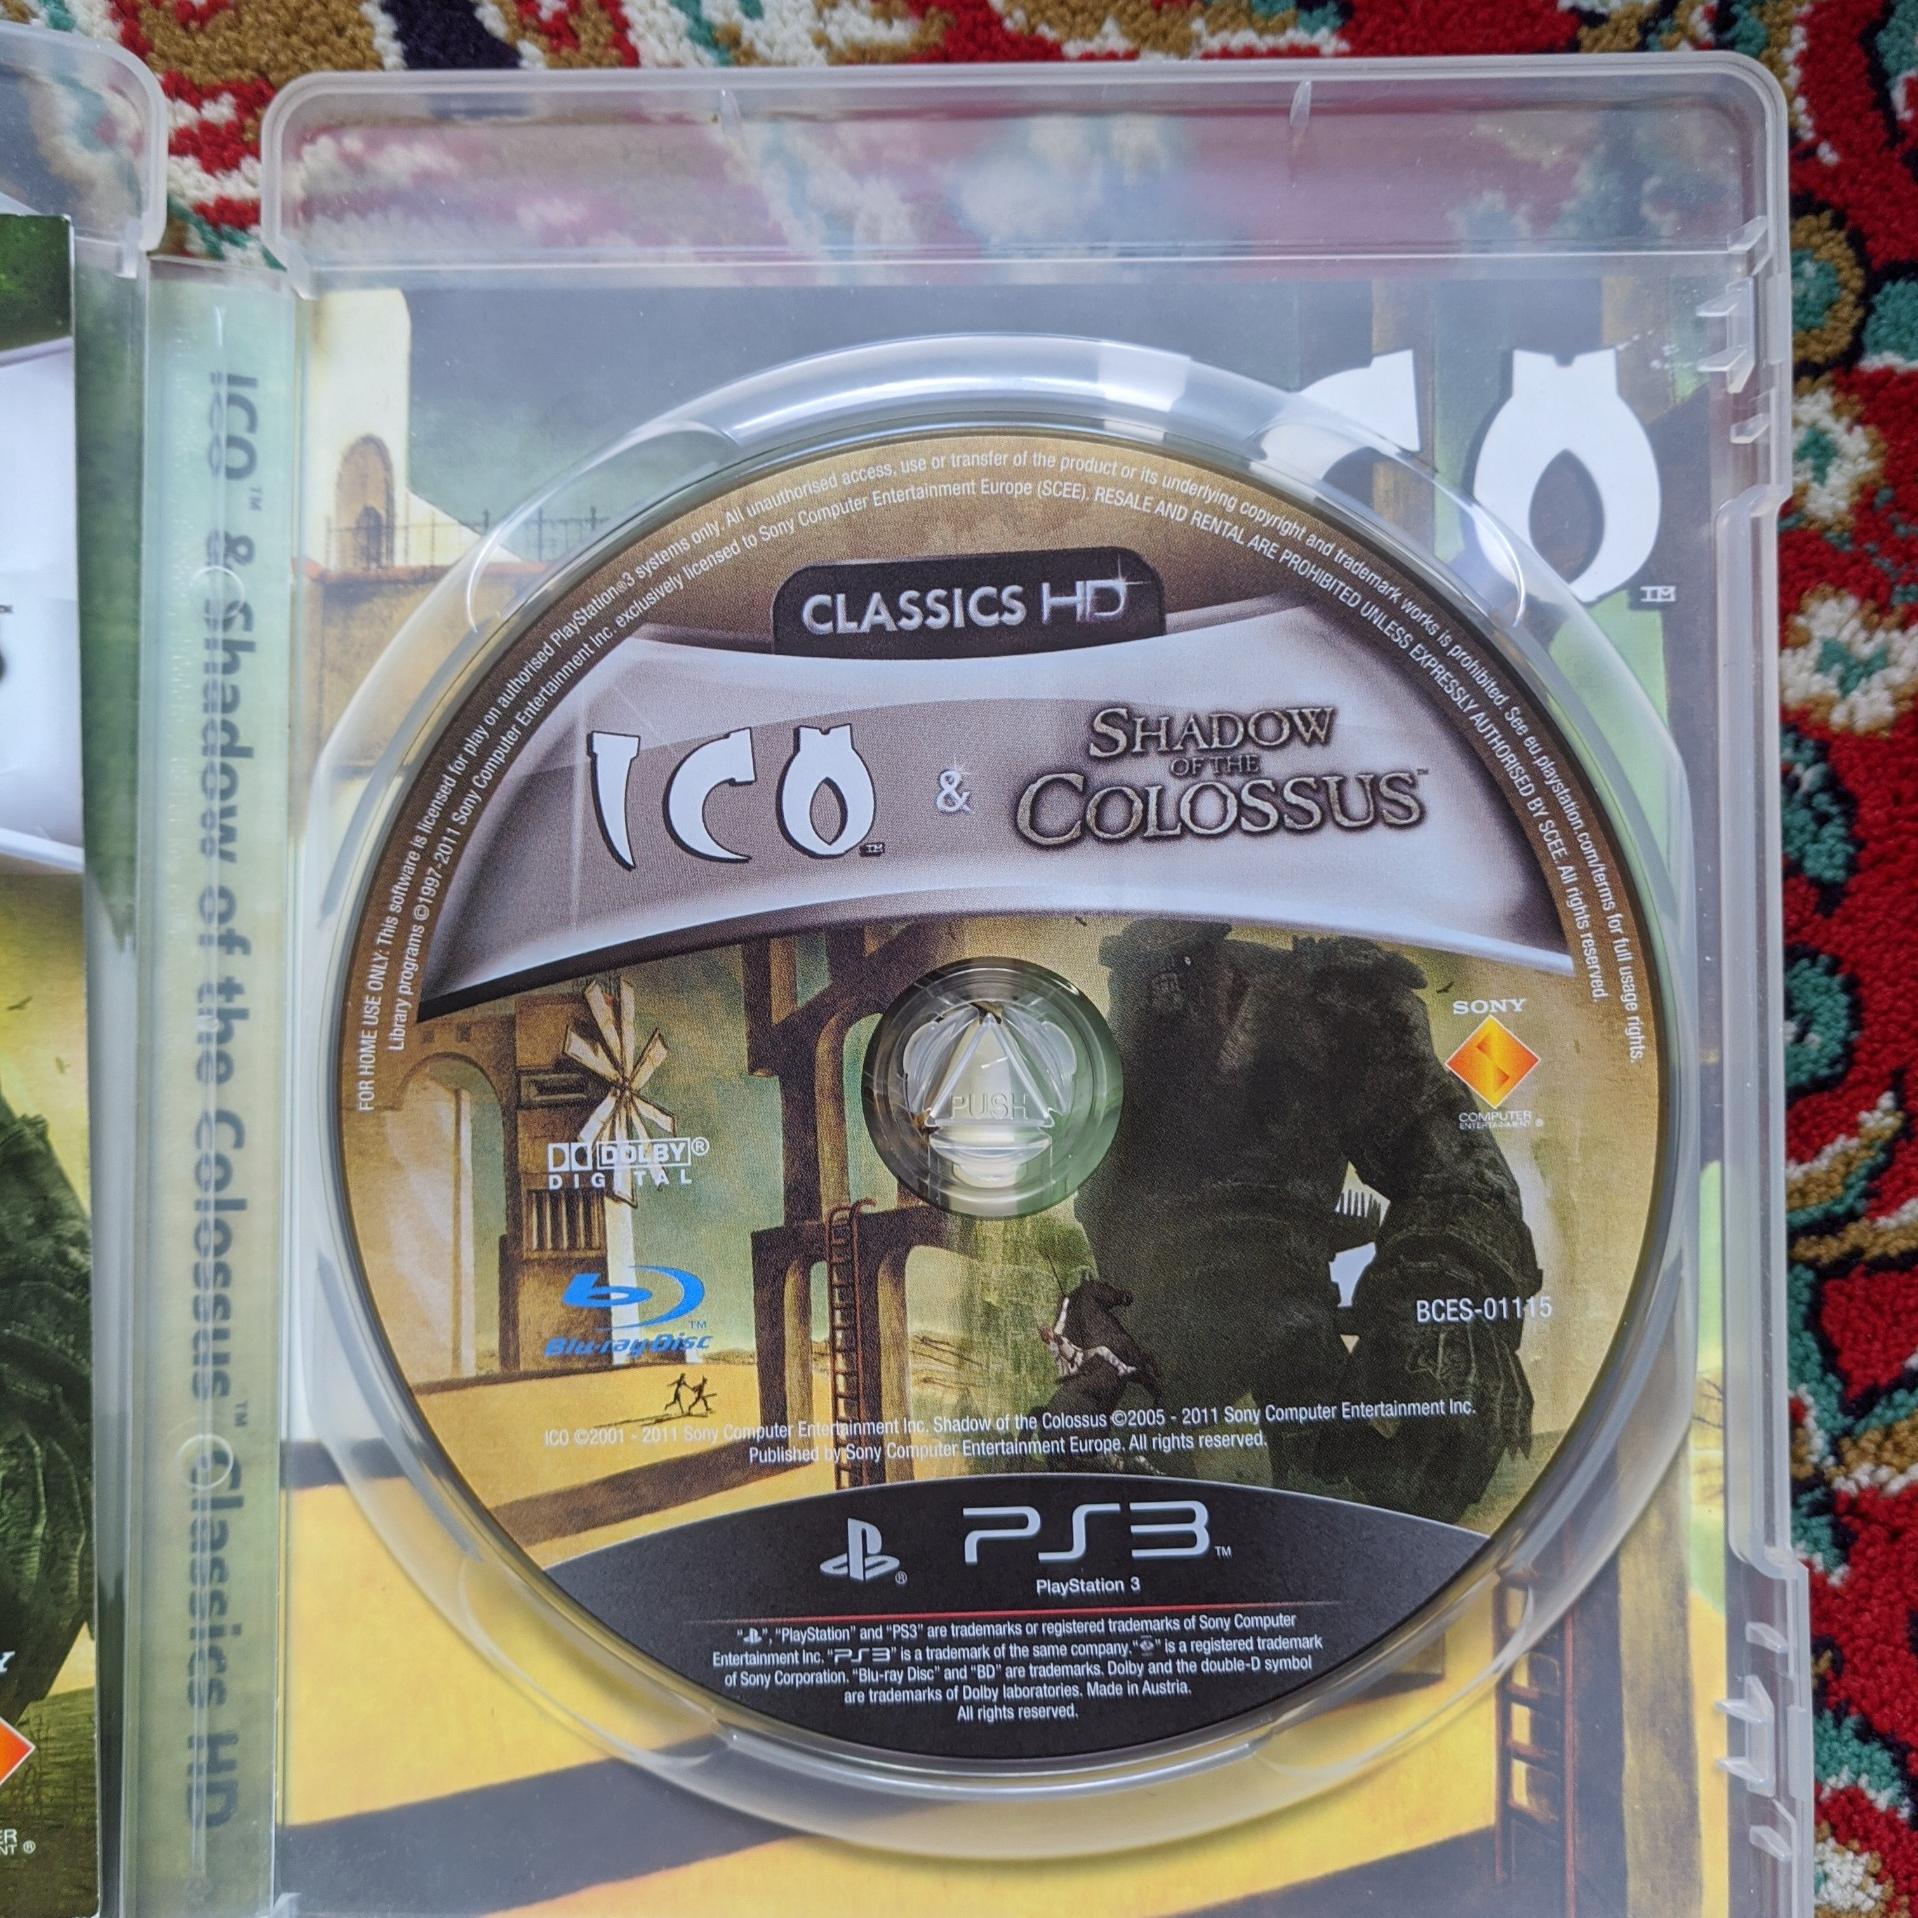 FOR HOME USE ONLY: This software is licensed for play on authorised PlayStation®3 systems only. All unauthorised access, use or transfer of the product or its underlying copyright and trademark works is prohibited. See eu.playstation.com/terms for full usage rights.
Library programs ©1997-2011 Sony Computer Entertainment Inc. exclusively licensed to Sony Computer Entertainment Europe (SCEE). RESALE AND RENTAL ARE PROHIBITED UNLESS EXPRESSLY AUTHORISED BY SCEE. All rights reserved.
CLASSICS HD
ICO™ & SHADOW
OF THE
COLOSSUS™
SONY
COMPUTER
ENTERTAINMENT®
DOLBY®
DIGITAL
Blu-ray Disc™
BCES-01115
ICO ©2001 - 2011 Sony Computer Entertainment Inc. Shadow of the Colossus ©2005 - 2011 Sony Computer Entertainment Inc.
Published by Sony Computer Entertainment Europe. All rights reserved.
PS3™
PlayStation 3
" ", "PlayStation" and "PS3" are trademarks or registered trademarks of Sony Computer
Entertainment Inc. "PS3" is a trademark of the same company. " " is a registered trademark
of Sony Corporation. "Blu-ray Disc" and "BD" are trademarks. Dolby and the double-D symbol
are trademarks of Dolby laboratories. Made in Austria.
All rights reserved.
PUSH
ICO™ & Shadow of the Colossus™ Classics HD
CO™